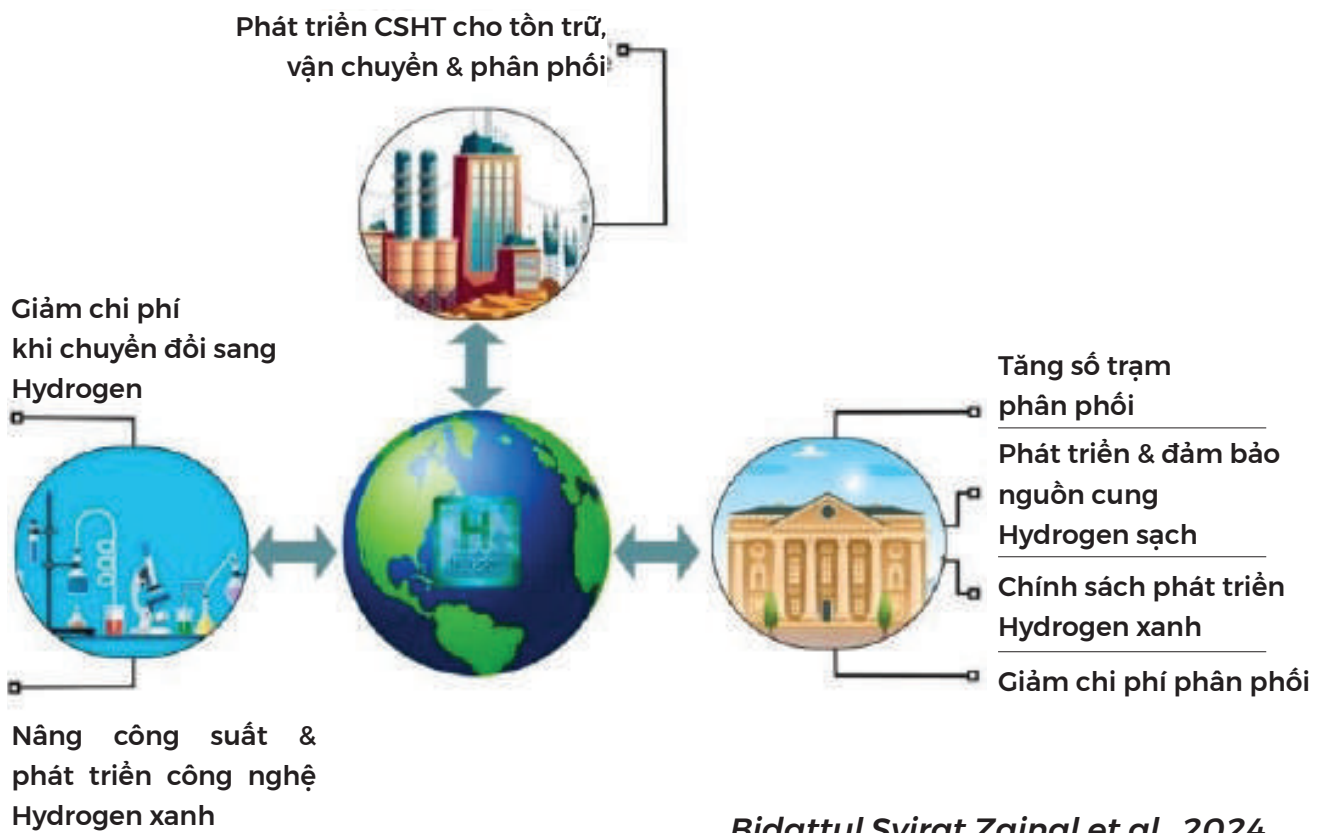 Phát triển CSHT cho tồn trữ,
vận chuyển & phân phối
Giảm chi phí
khi chuyển đổi sang
Hydrogen
Tăng số trạm
phân phối
Phát triển & đảm bảo
nguồn cung
Hydrogen sạch
Chính sách phát triển
Hydrogen xanh
Giảm chi phí phân phối
H
Nâng công suất &
phát triển công nghệ
Hydrogen xanh
Bidattul Syirat Zainal et al., 2024